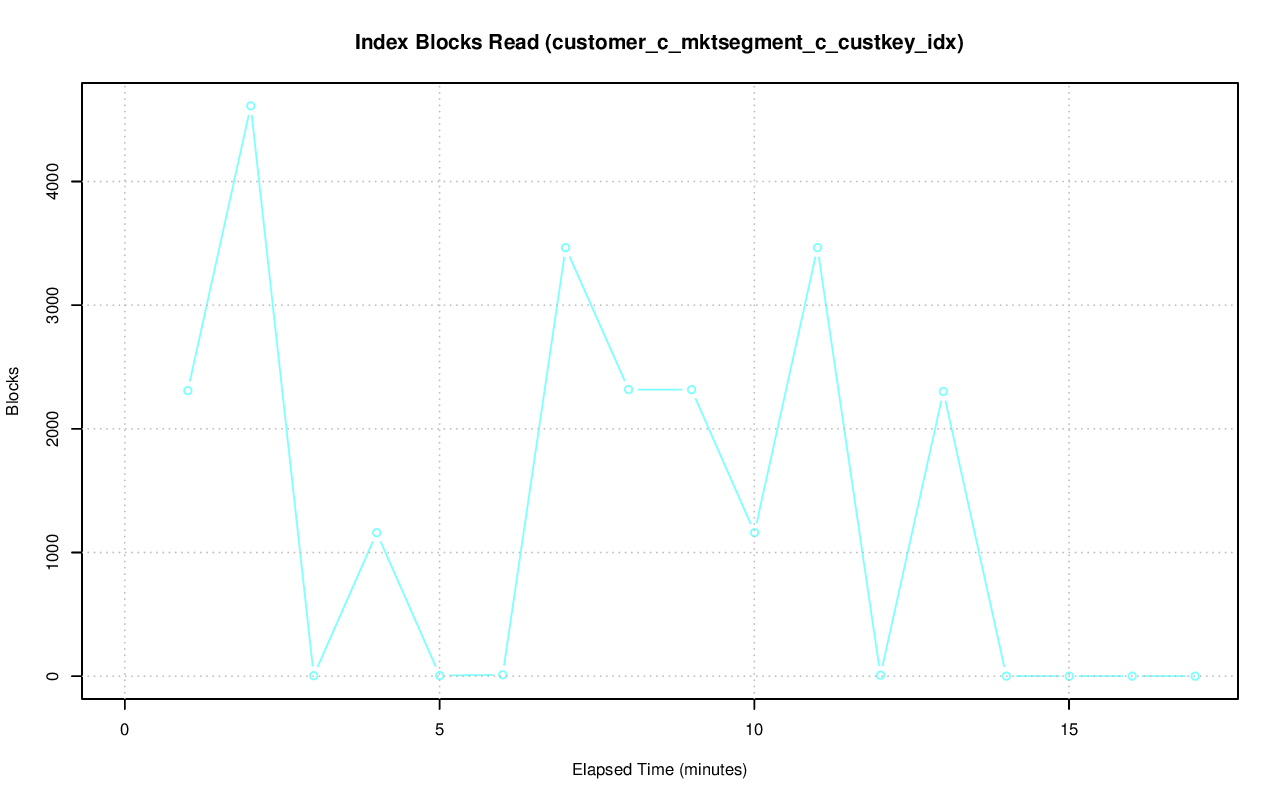 Index Blocks Read (customer_c_mktsegment_c_custkey_idx)
Blocks
4000
3000
2000
1000
0
0 5 10 15
Elapsed Time (minutes)